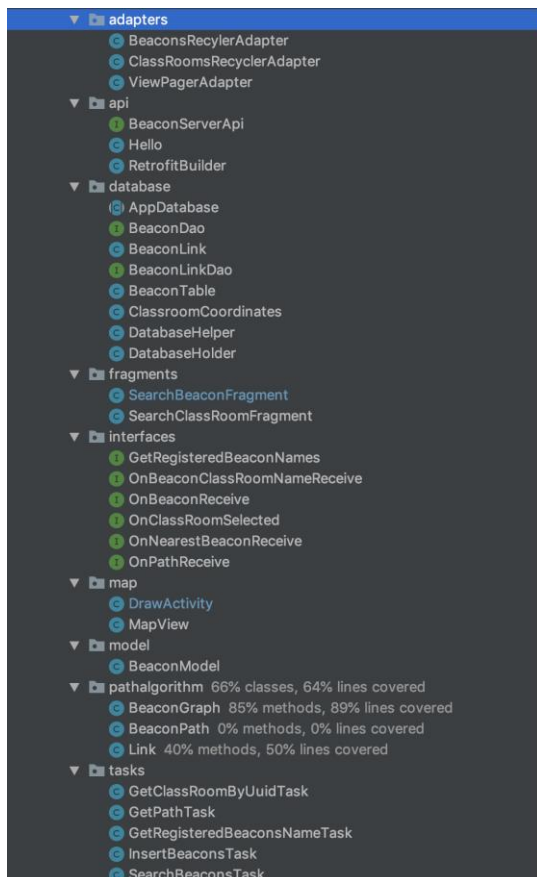 adapters
BeaconsRecylerAdapter
ClassRoomsRecyclerAdapter
ViewPagerAdapter
api
BeaconServerApi
Hello
RetrofitBuilder
database
AppDatabase
BeaconDao
BeaconLink
BeaconLinkDao
BeaconTable
ClassroomCoordinates
DatabaseHelper
DatabaseHolder
fragments
SearchBeaconFragment
SearchClassRoomFragment
interfaces
GetRegisteredBeaconNames
OnBeaconClassRoomNameReceive
OnBeaconReceive
OnClassRoomSelected
OnNearestBeaconReceive
OnPathReceive
map
DrawActivity
MapView
model
BeaconModel
pathalgorithm 66% classes, 64% lines covered
BeaconGraph 85% methods, 89% lines covered
BeaconPath 0% methods, 0% lines covered
Link 40% methods, 50% lines covered
tasks
GetClassRoomByUuidTask
GetPathTask
GetRegisteredBeaconsNameTask
InsertBeaconsTask
SearchBeaconsTask